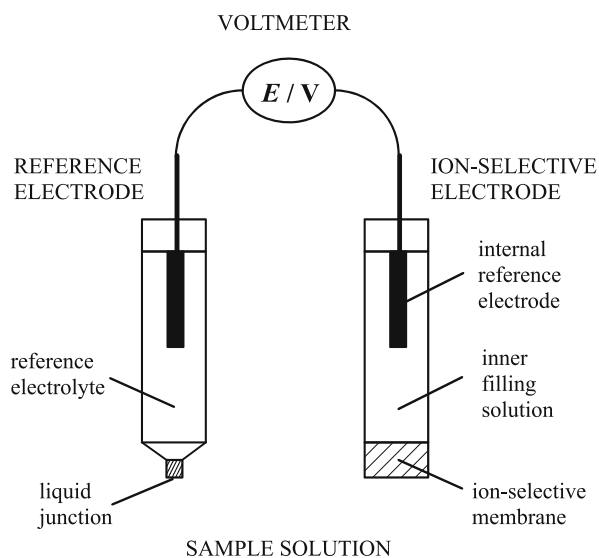 VOLTMETER
E / V
REFERENCE
ELECTRODE
ION-SELECTIVE
ELECTRODE
internal
reference
electrode
reference
electrolyte
inner
filling
solution
liquid
junction
ion-selective
membrane
SAMPLE SOLUTION